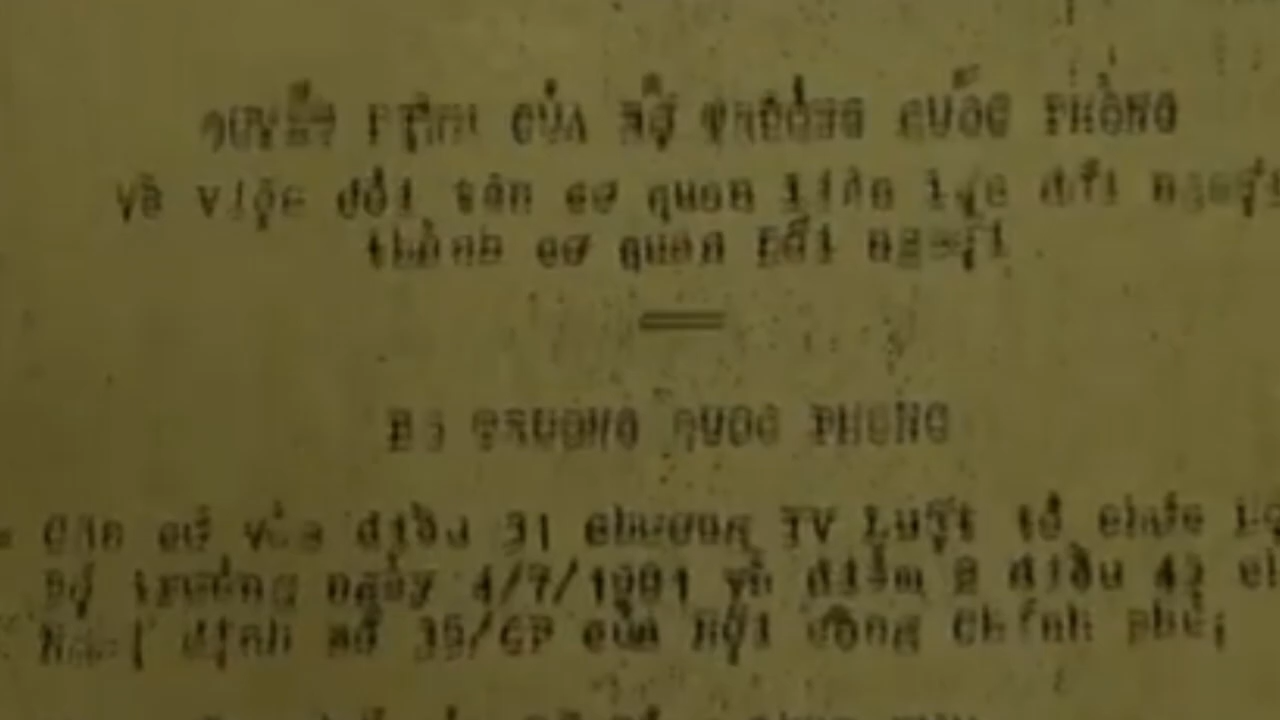 QUYẾT ĐỊNH CỦA BỘ TRƯỞNG QUỐC PHÒNG
Về việc đổi tên cơ quan liên lạc đối ngoại
thành cơ quan Đối ngoại
BỘ TRƯỞNG QUỐC PHÒNG
- Căn cứ vào điều 31 chương IV Luật tổ chức
Bộ trưởng ngày 4/7/1981 và điểm 2 điều 43
Nghị định số 35/CP của Hội đồng Chính phủ;